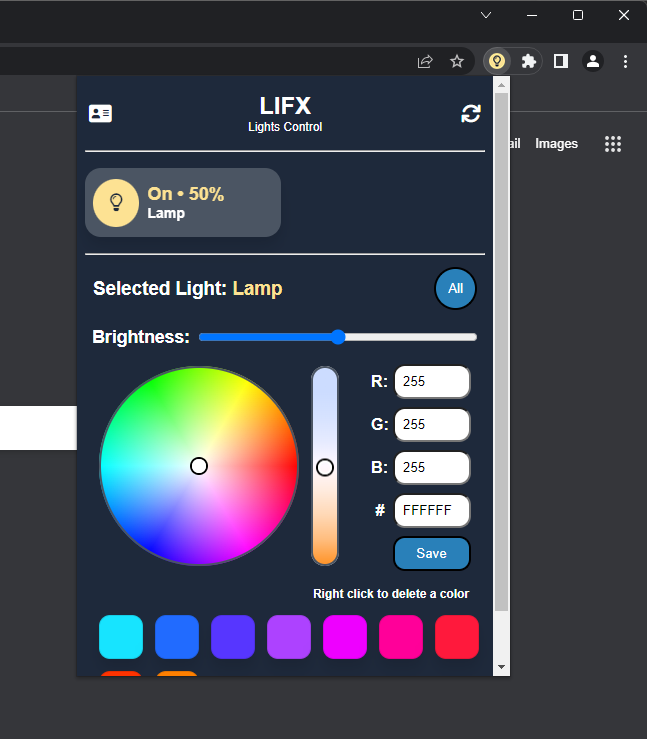 LIFX
Lights Control
Images
On • 50%
Lamp
Selected Light: Lamp
All
Brightness:
R: 255
G: 255
B: 255
# FFFFFF
Save
Right click to delete a color